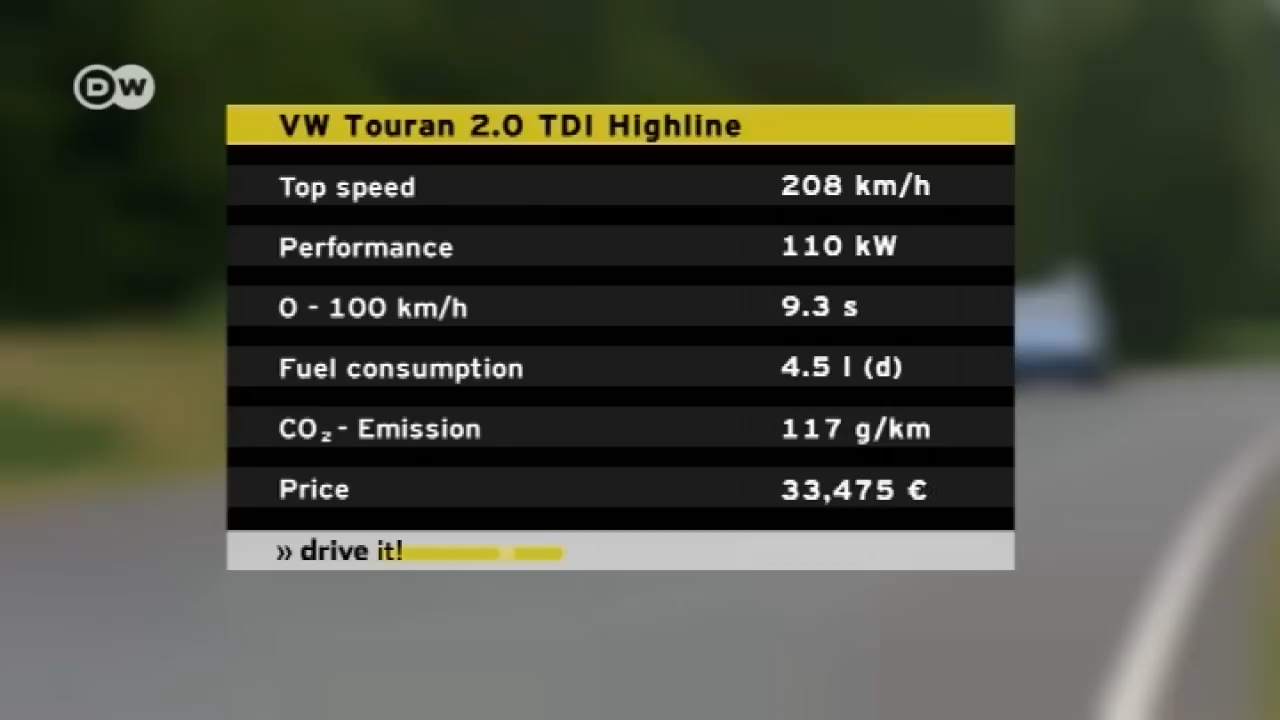 DW
VW Touran 2.0 TDI Highline
Top speed 208 km/h
Performance 110 kW
0 - 100 km/h 9.3 s
Fuel consumption 4.5 l (d)
CO₂- Emission 117 g/km
Price 33,475 €
» drive it!